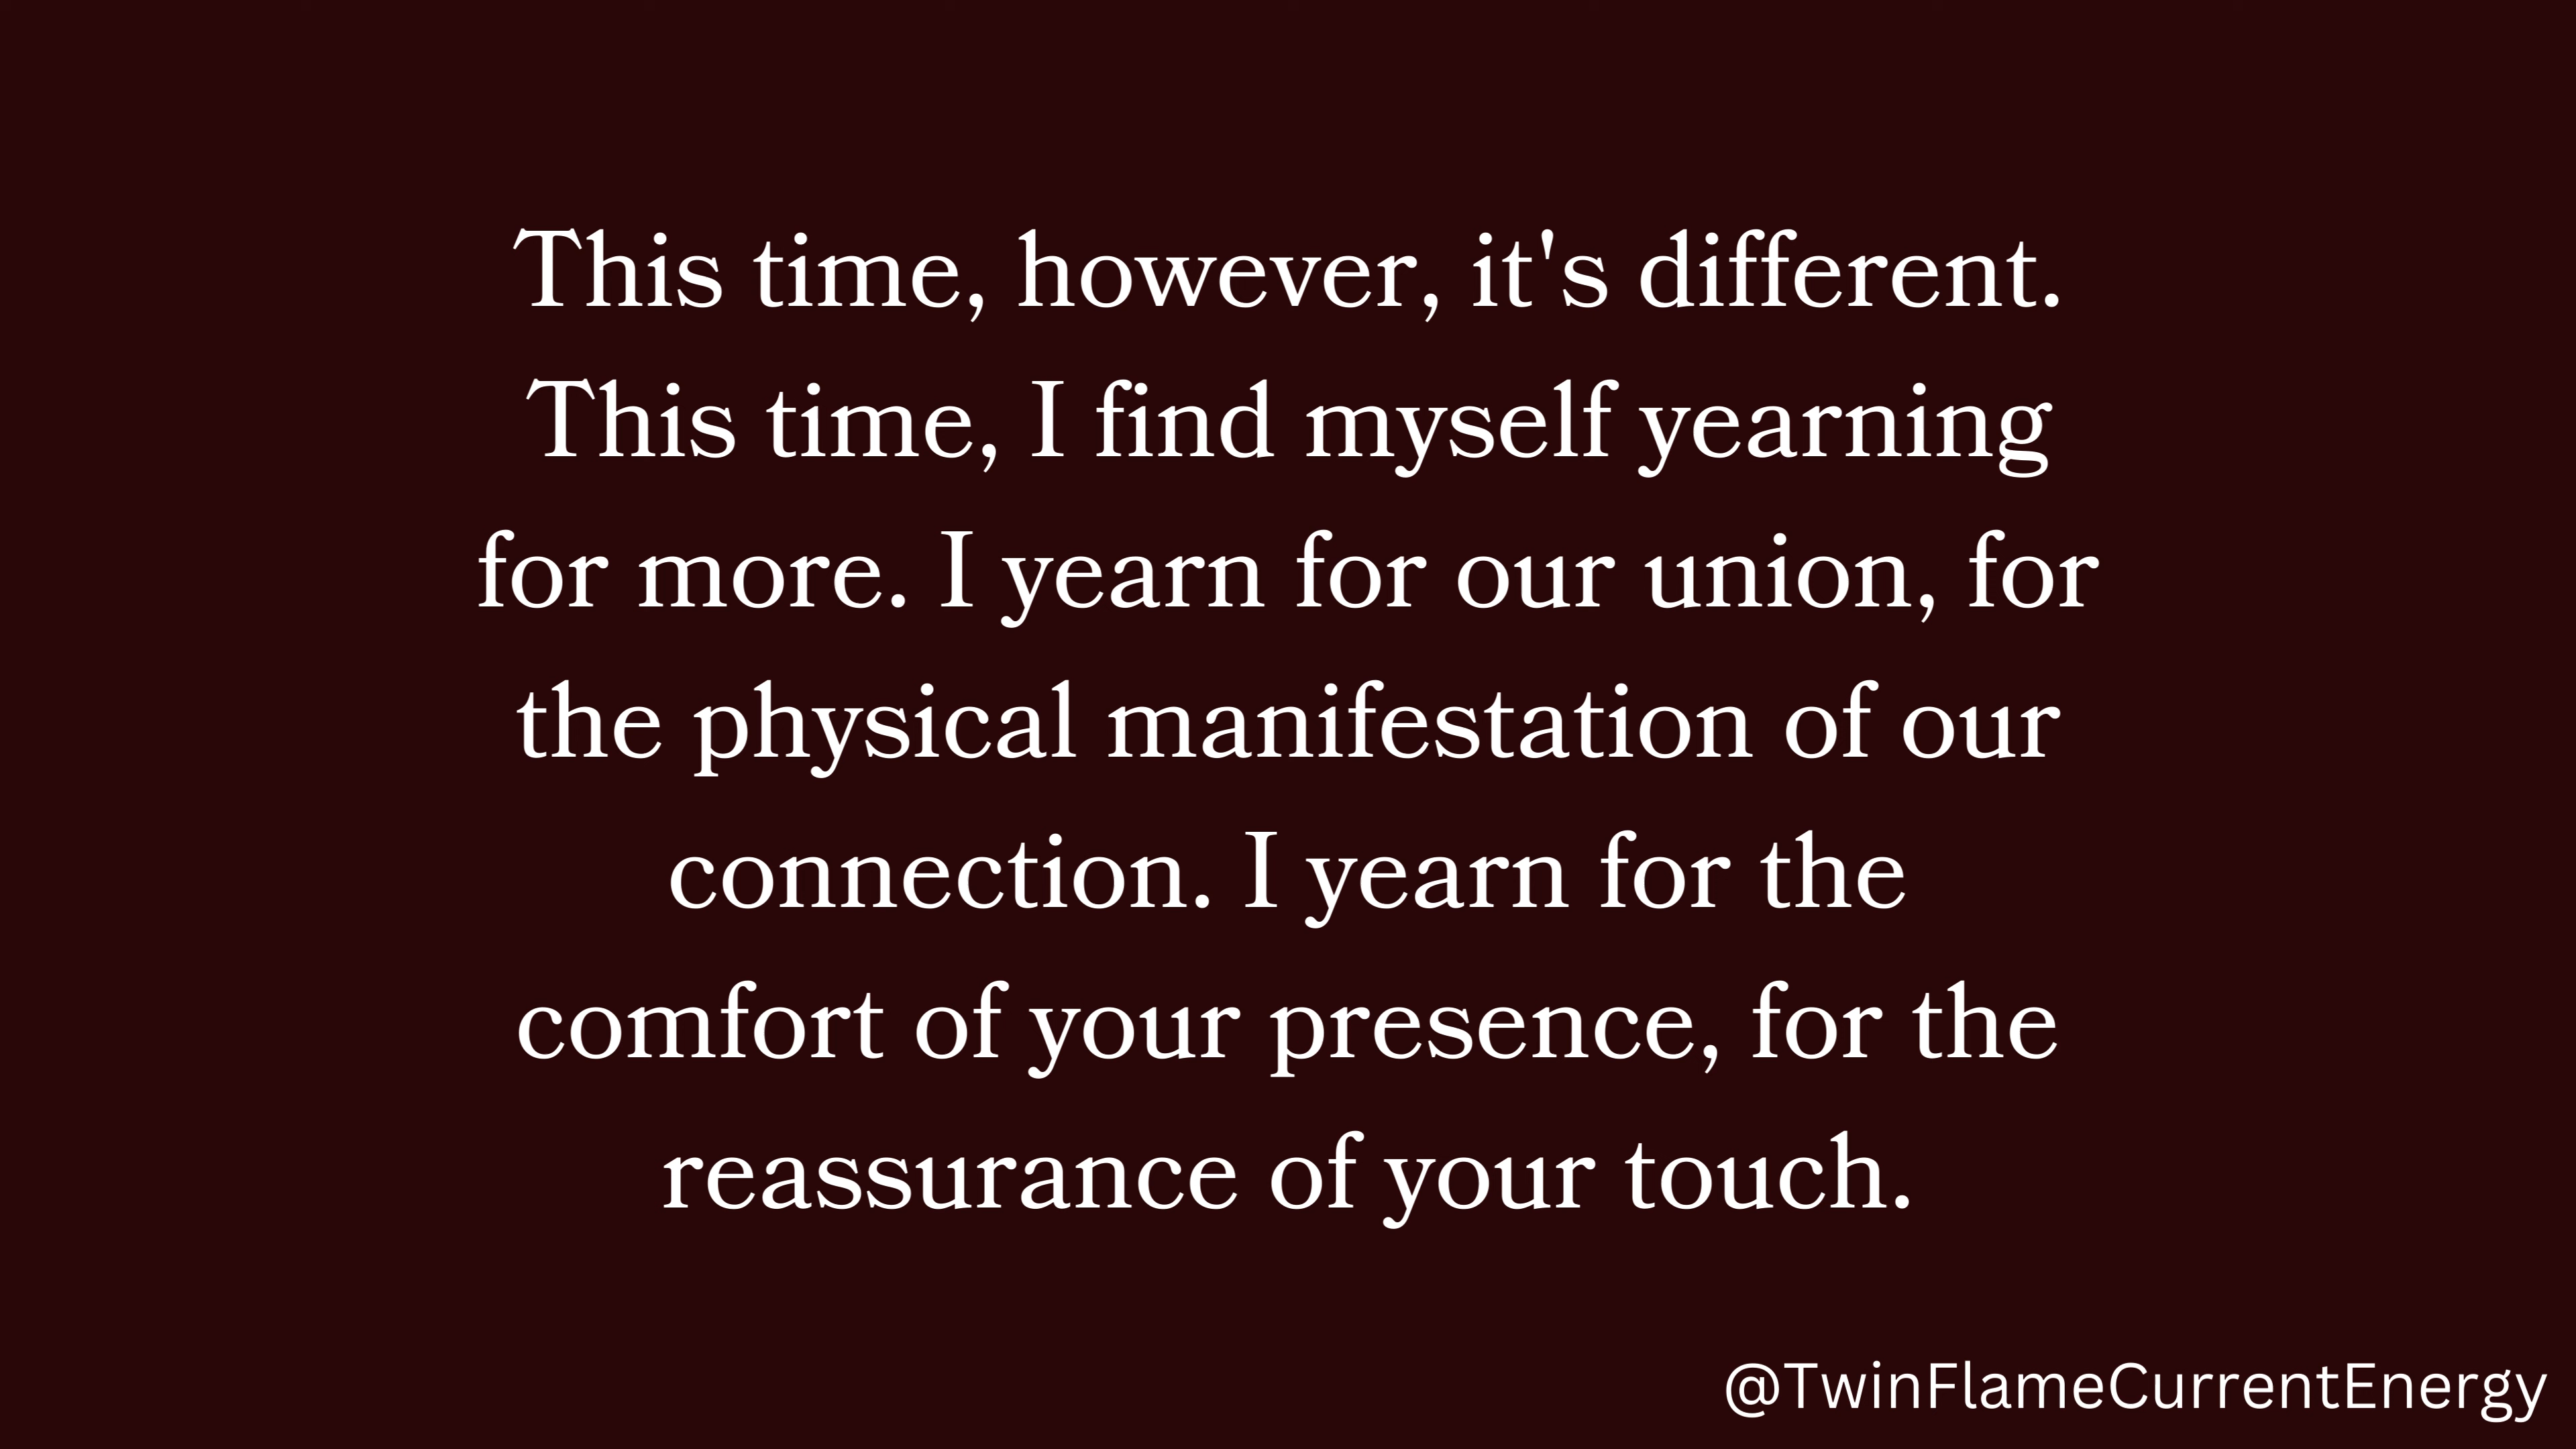 This time, however, it's different.
This time, I find myself yearning
for more. I yearn for our union, for
the physical manifestation of our
connection. I yearn for the
comfort of your presence, for the
reassurance of your touch.
@TwinFlameCurrentEnergy